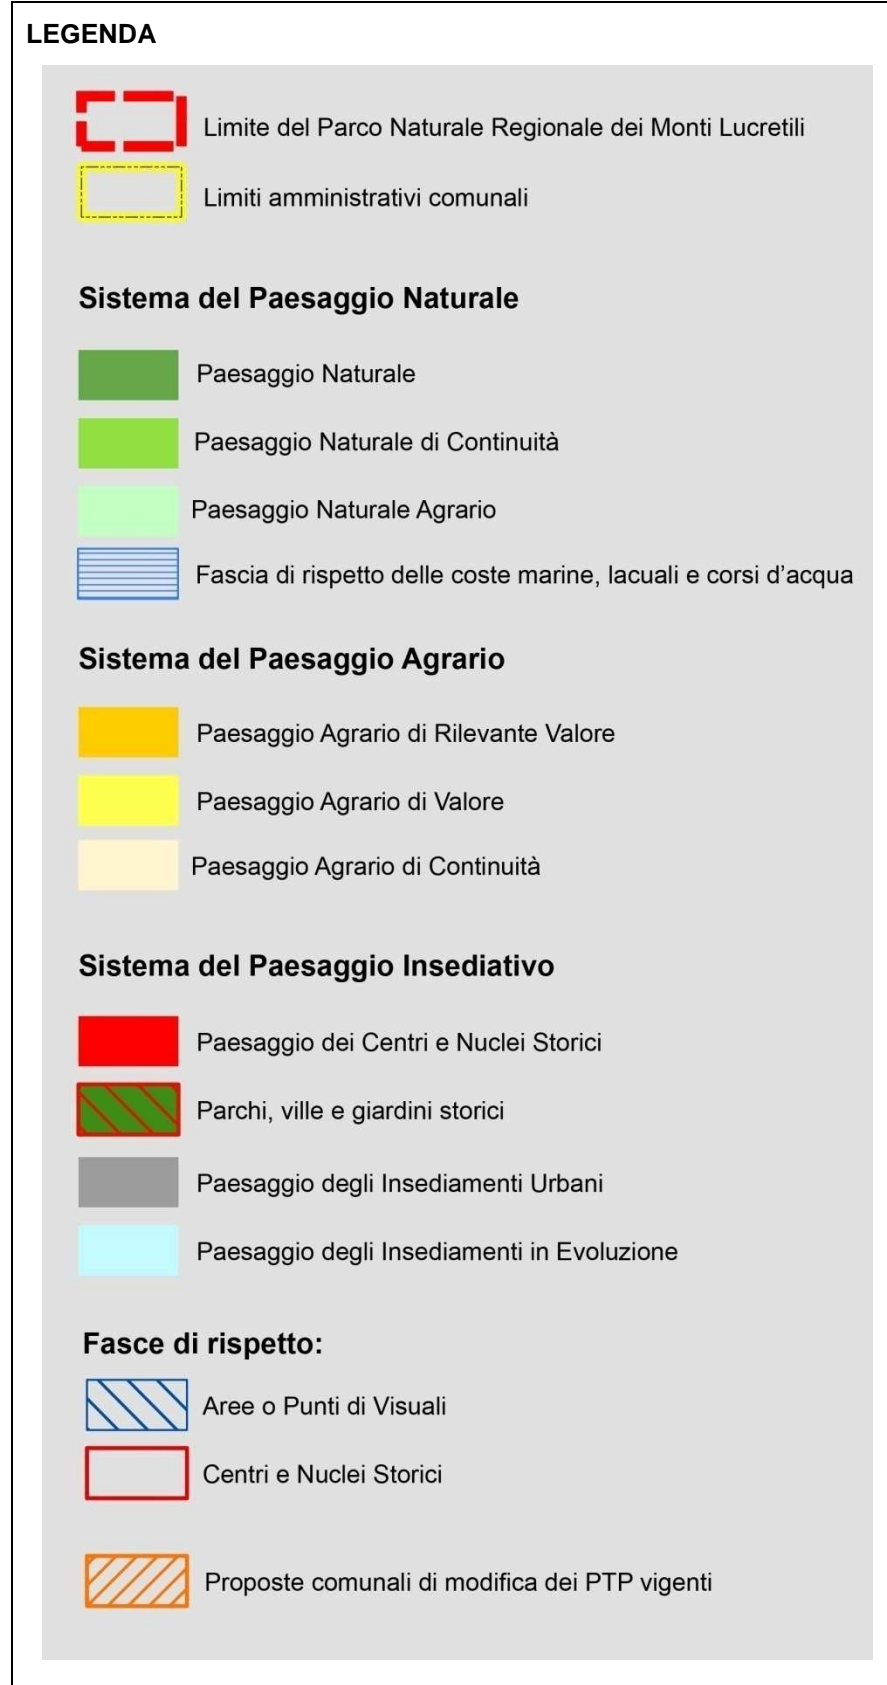 LEGENDA
Limite del Parco Naturale Regionale dei Monti Lucretili
Limiti amministrativi comunali
Sistema del Paesaggio Naturale
Paesaggio Naturale
Paesaggio Naturale di Continuità
Paesaggio Naturale Agrario
Fascia di rispetto delle coste marine, lacuali e corsi d'acqua
Sistema del Paesaggio Agrario
Paesaggio Agrario di Rilevante Valore
Paesaggio Agrario di Valore
Paesaggio Agrario di Continuità
Sistema del Paesaggio Insediativo
Paesaggio dei Centri e Nuclei Storici
Parchi, ville e giardini storici
Paesaggio degli Insediamenti Urbani
Paesaggio degli Insediamenti in Evoluzione
Fasce di rispetto:
Aree o Punti di Visuali
Centri e Nuclei Storici
Proposte comunali di modifica dei PTP vigenti